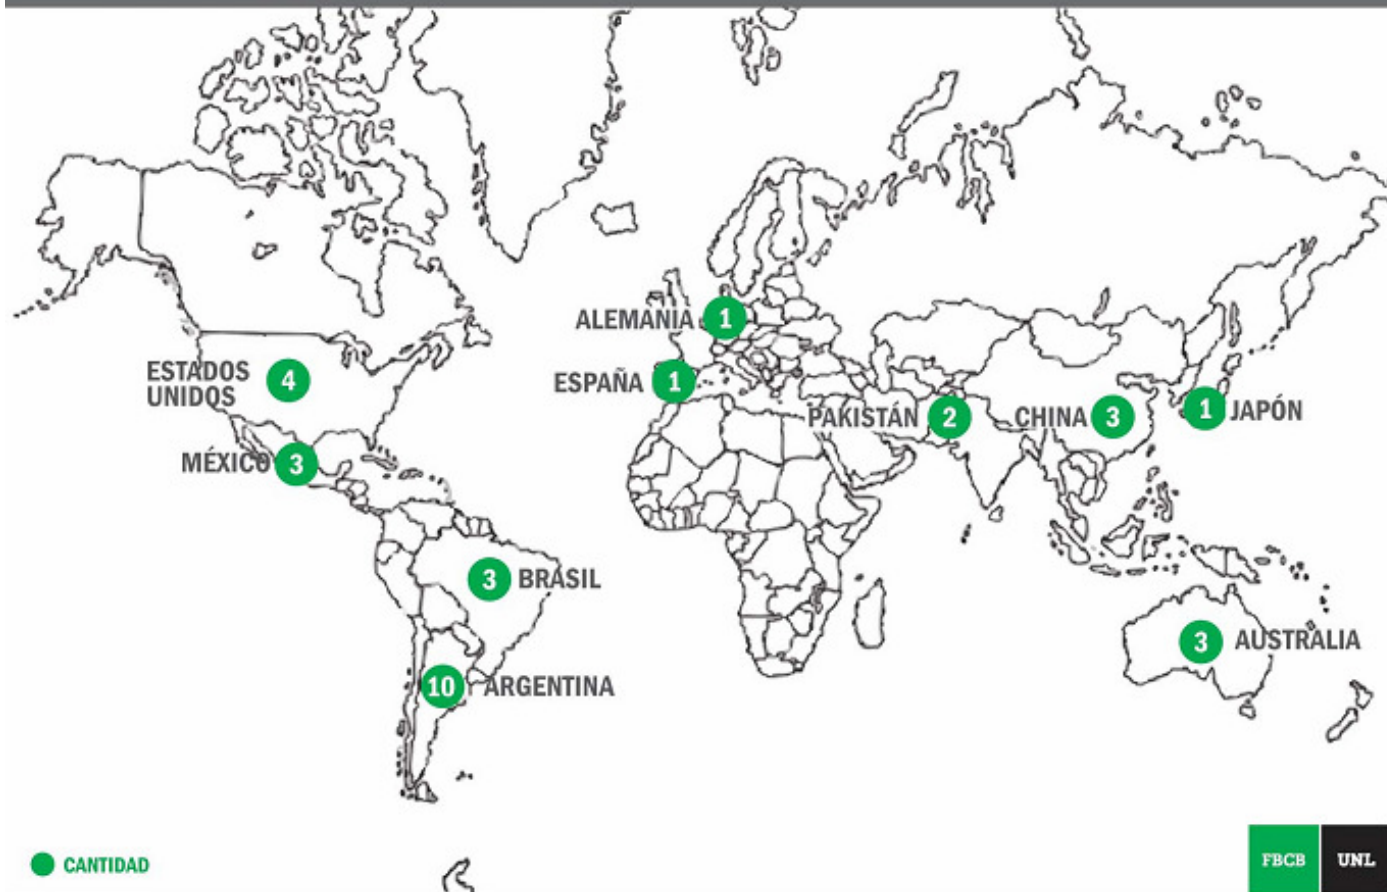 ALEMANIA 1
ESTADOS
UNIDOS
4
ESPAÑA 1
PAKISTÁN 2
CHINA 3
1 JAPÓN
MÉXICO 3
3 BRASIL
3 AUSTRALIA
10 ARGENTINA
CANTIDAD
FBCB UNL